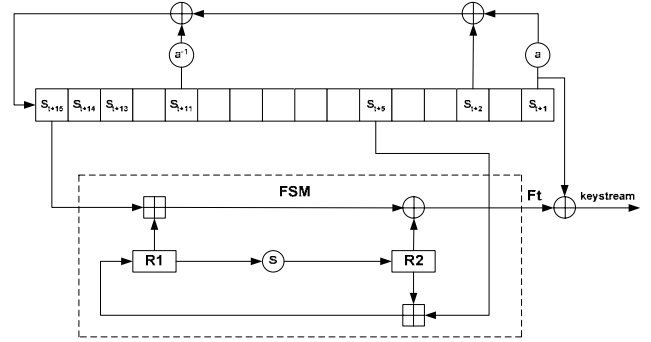 a⁻¹
a
S_{t+15} S_{t+14} S_{t+13} S_{t+11} S_{t+5} S_{t+2} S_{t+1}
FSM
Ft
keystream
R1 S R2